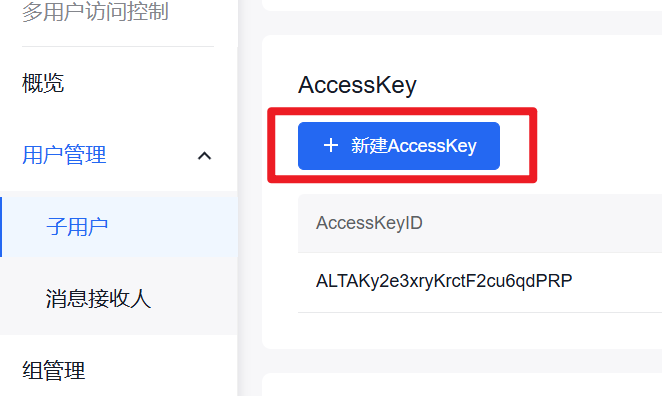 多用户访问控制
概览
用户管理
子用户
消息接收人
组管理
AccessKey
+ 新建AccessKey
AccessKeyID
ALTAKy2e3xryKrctF2cu6qdPRP